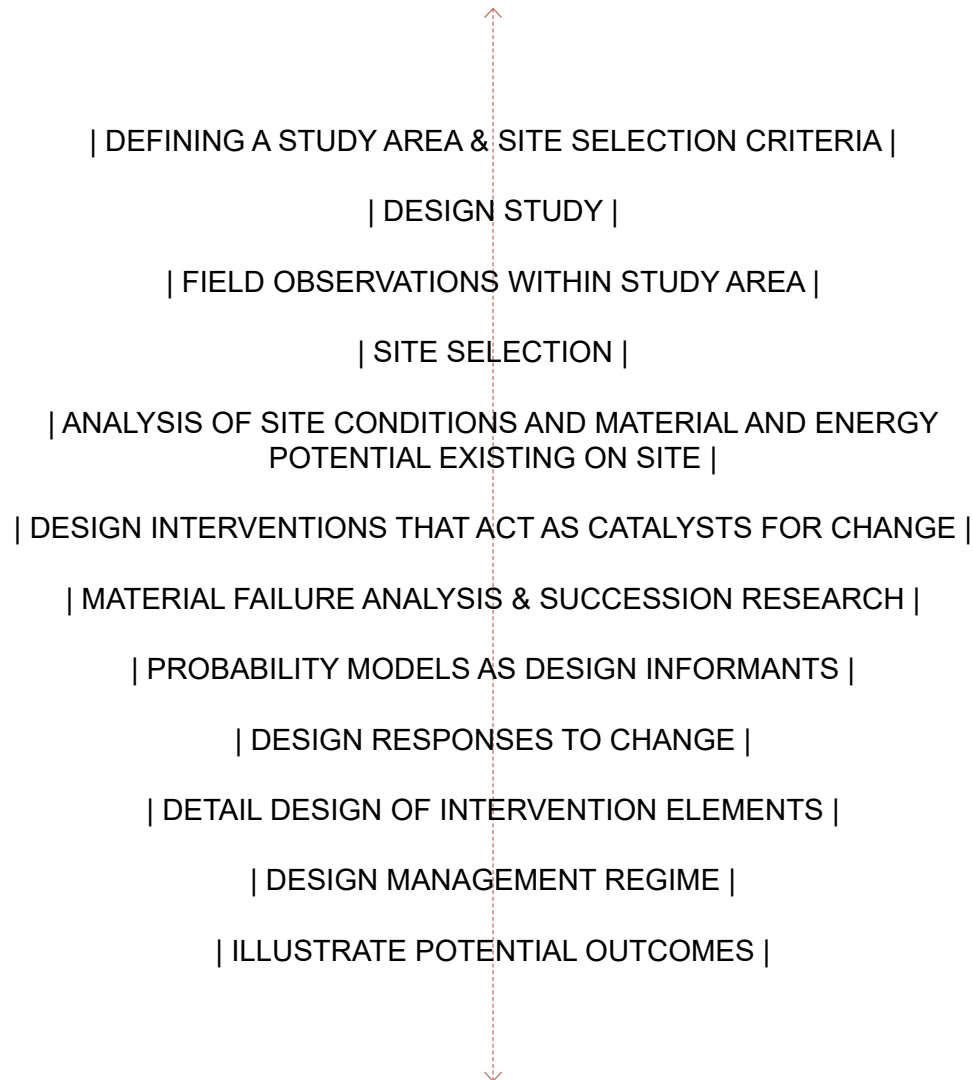 | DEFINING A STUDY AREA & SITE SELECTION CRITERIA |
| DESIGN STUDY |
| FIELD OBSERVATIONS WITHIN STUDY AREA |
| SITE SELECTION |
| ANALYSIS OF SITE CONDITIONS AND MATERIAL AND ENERGY
POTENTIAL EXISTING ON SITE |
| DESIGN INTERVENTIONS THAT ACT AS CATALYSTS FOR CHANGE |
| MATERIAL FAILURE ANALYSIS & SUCCESSION RESEARCH |
| PROBABILITY MODELS AS DESIGN INFORMANTS |
| DESIGN RESPONSES TO CHANGE |
| DETAIL DESIGN OF INTERVENTION ELEMENTS |
| DESIGN MANAGEMENT REGIME |
| ILLUSTRATE POTENTIAL OUTCOMES |